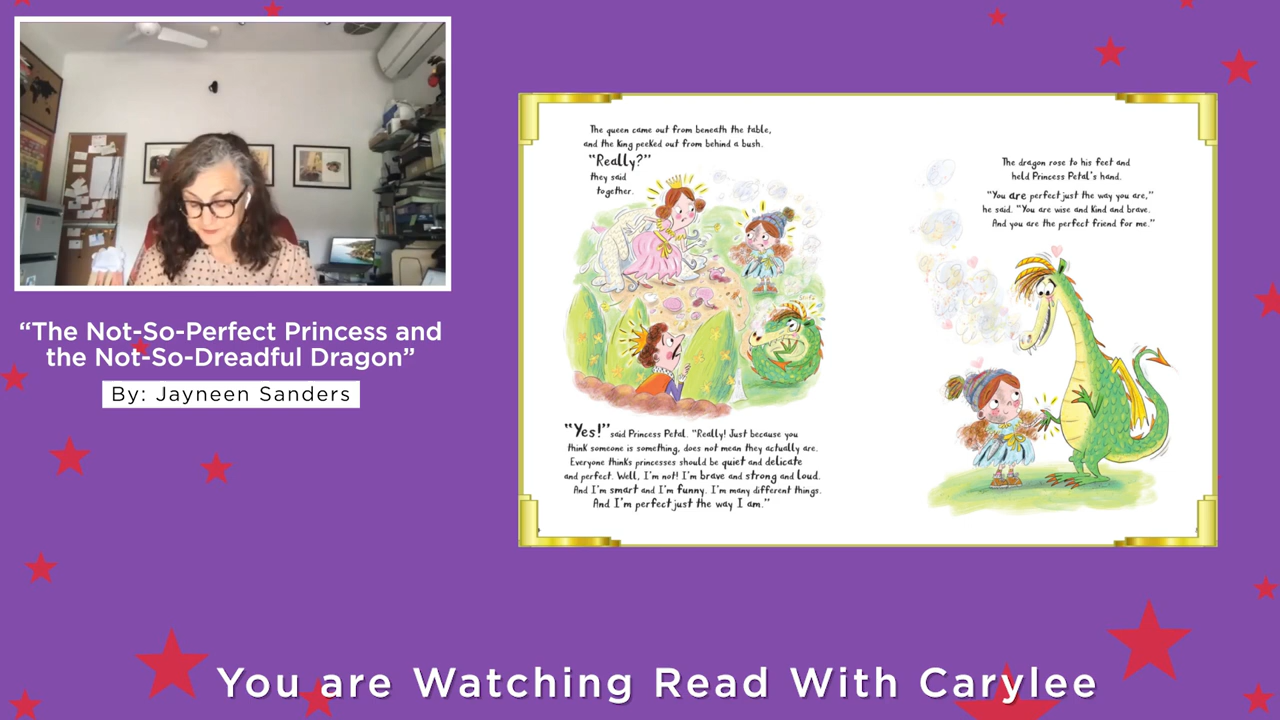 “The Not-So-Perfect Princess and
the Not-So-Dreadful Dragon”
By: Jayneen Sanders
The queen came out from beneath the table,
and the king peeked out from behind a bush.
“Really?”
they said
together.
“Yes!” said Princess Petal. “Really! Just because you
think someone is something, does not mean they actually are.
Everyone thinks princesses should be quiet and delicate
and perfect. Well, I’m not! I’m brave and strong and loud.
And I’m smart and I’m funny. I’m many different things.
And I’m perfect just the way I am.”
The dragon rose to his feet and
held Princess Petal’s hand.
“You are perfect just the way you are,”
he said. “You are wise and kind and brave.
And you are the perfect friend for me.”
You are Watching Read With Carylee